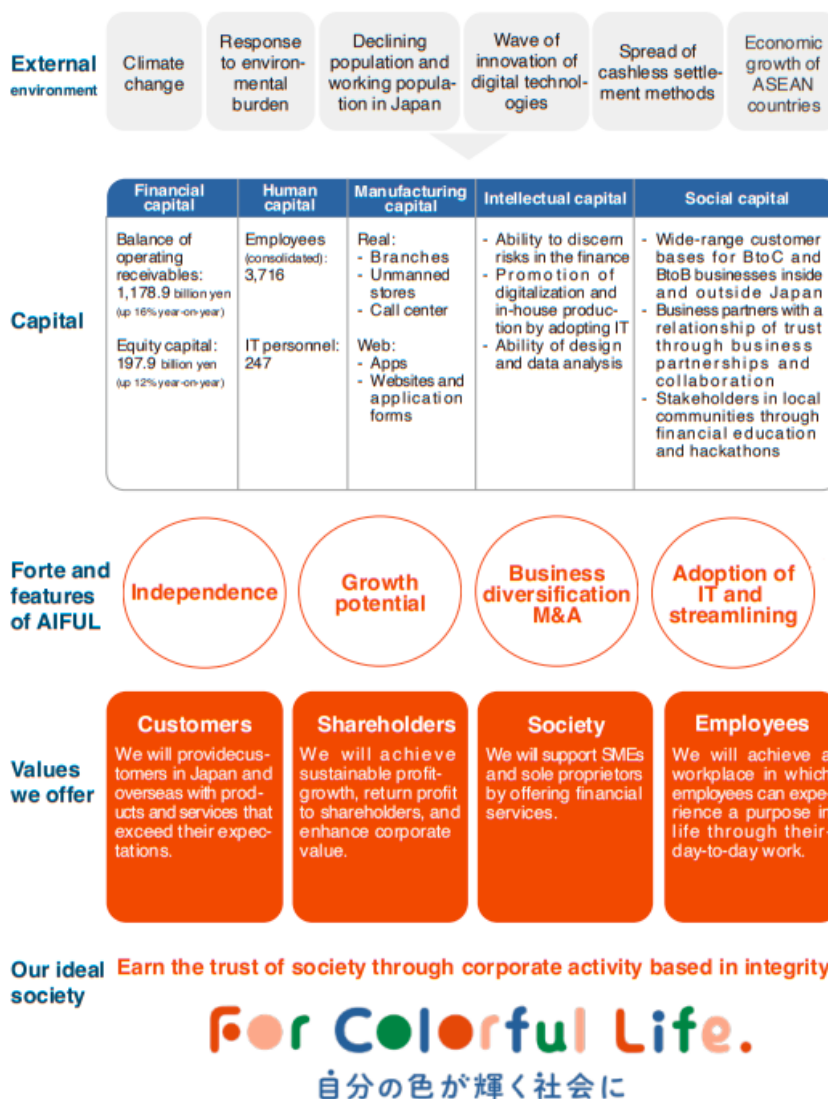 External
environment
Climate
change
Response
to environ-
mental
burden
Declining
population and
working popula-
tion in Japan
Wave of
innovation of
digital technol-
ogies
Spread of
cashless settle-
ment methods
Economic
growth of
ASEAN
countries
Capital
Financial
capital
Balance of
operating
receivables:
1,178.9 billion yen
(up 16% year-on-year)
Equity capital:
197.9 billion yen
(up 12% year-on-year)
Human
capital
Employees
(consolidated):
3,716
IT personnel:
247
Manufacturing
capital
Real:
- Branches
- Unmanned
stores
- Call center
Web:
- Apps
- Websites and
application
forms
Intellectual capital
- Ability to discern
risks in the finance
- Promotion of
digitalization and
in-house produc-
tion by adopting IT
- Ability of design
and data analysis
Social capital
- Wide-range customer
bases for BtoC and
BtoB businesses inside
and outside Japan
- Business partners with a
relationship of trust
through business
partnerships and
collaboration
- Stakeholders in local
communities through
financial education
and hackathons
Forte and
features
of AIFUL
Independence
Growth
potential
Business
diversification
M&A
Adoption of
IT and
streamlining
Values
we offer
Customers
We will providecus-
tomers in Japan and
overseas with prod-
ucts and services that
exceed their expec-
tations.
Shareholders
We will achieve
sustainable profit-
growth, return profit
to shareholders, and
enhance corporate
value.
Society
We will support SMEs
and sole proprietors
by offering financial
services.
Employees
We will achieve a
workplace in which
employees can expe-
rience a purpose in
life through their-
day-to-day work.
Our ideal
society
Earn the trust of society through corporate activity based in integrity
For Colorful Life.
自分の色が輝く社会に